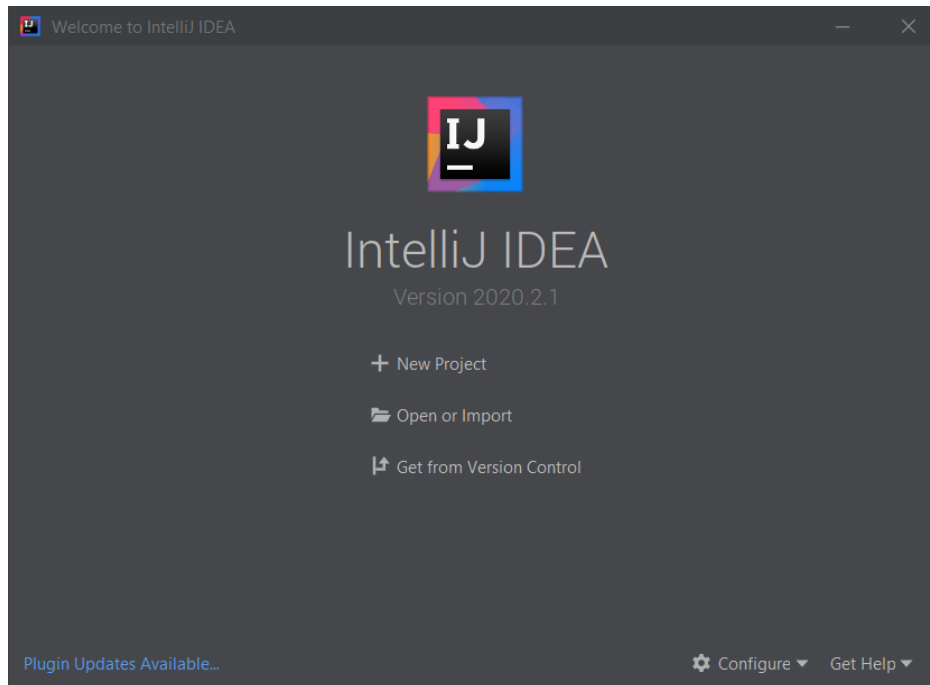 Welcome to IntelliJ IDEA
IJ
IntelliJ IDEA
Version 2020.2.1
New Project
Open or Import
Get from Version Control
Plugin Updates Available...
Configure
Get Help